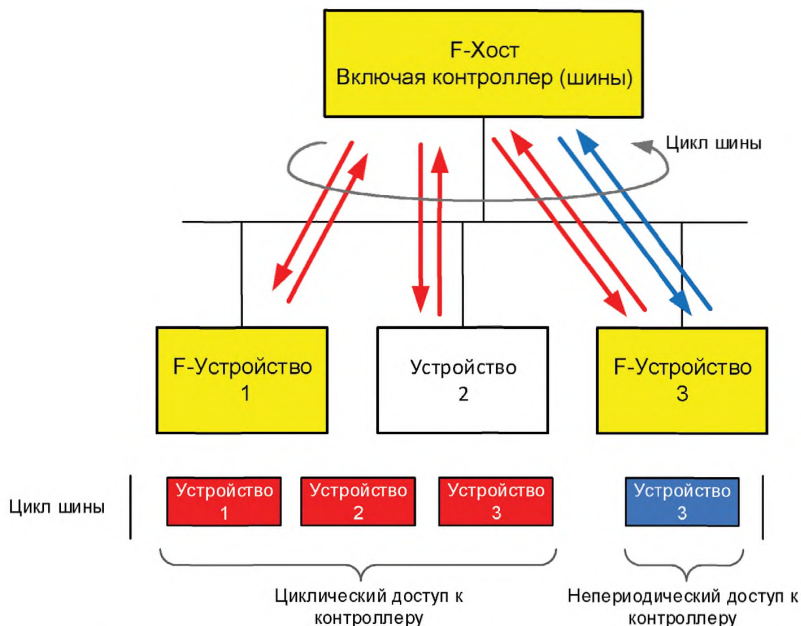 F-Хост
Включая контроллер (шины)
Цикл шины
F-Устройство
1
Устройство
2
F-Устройство
3
Цикл шины
Устройство
1
Устройство
2
Устройство
3
Устройство
3
Циклический доступ к
контроллеру
Непериодический доступ к
контроллеру